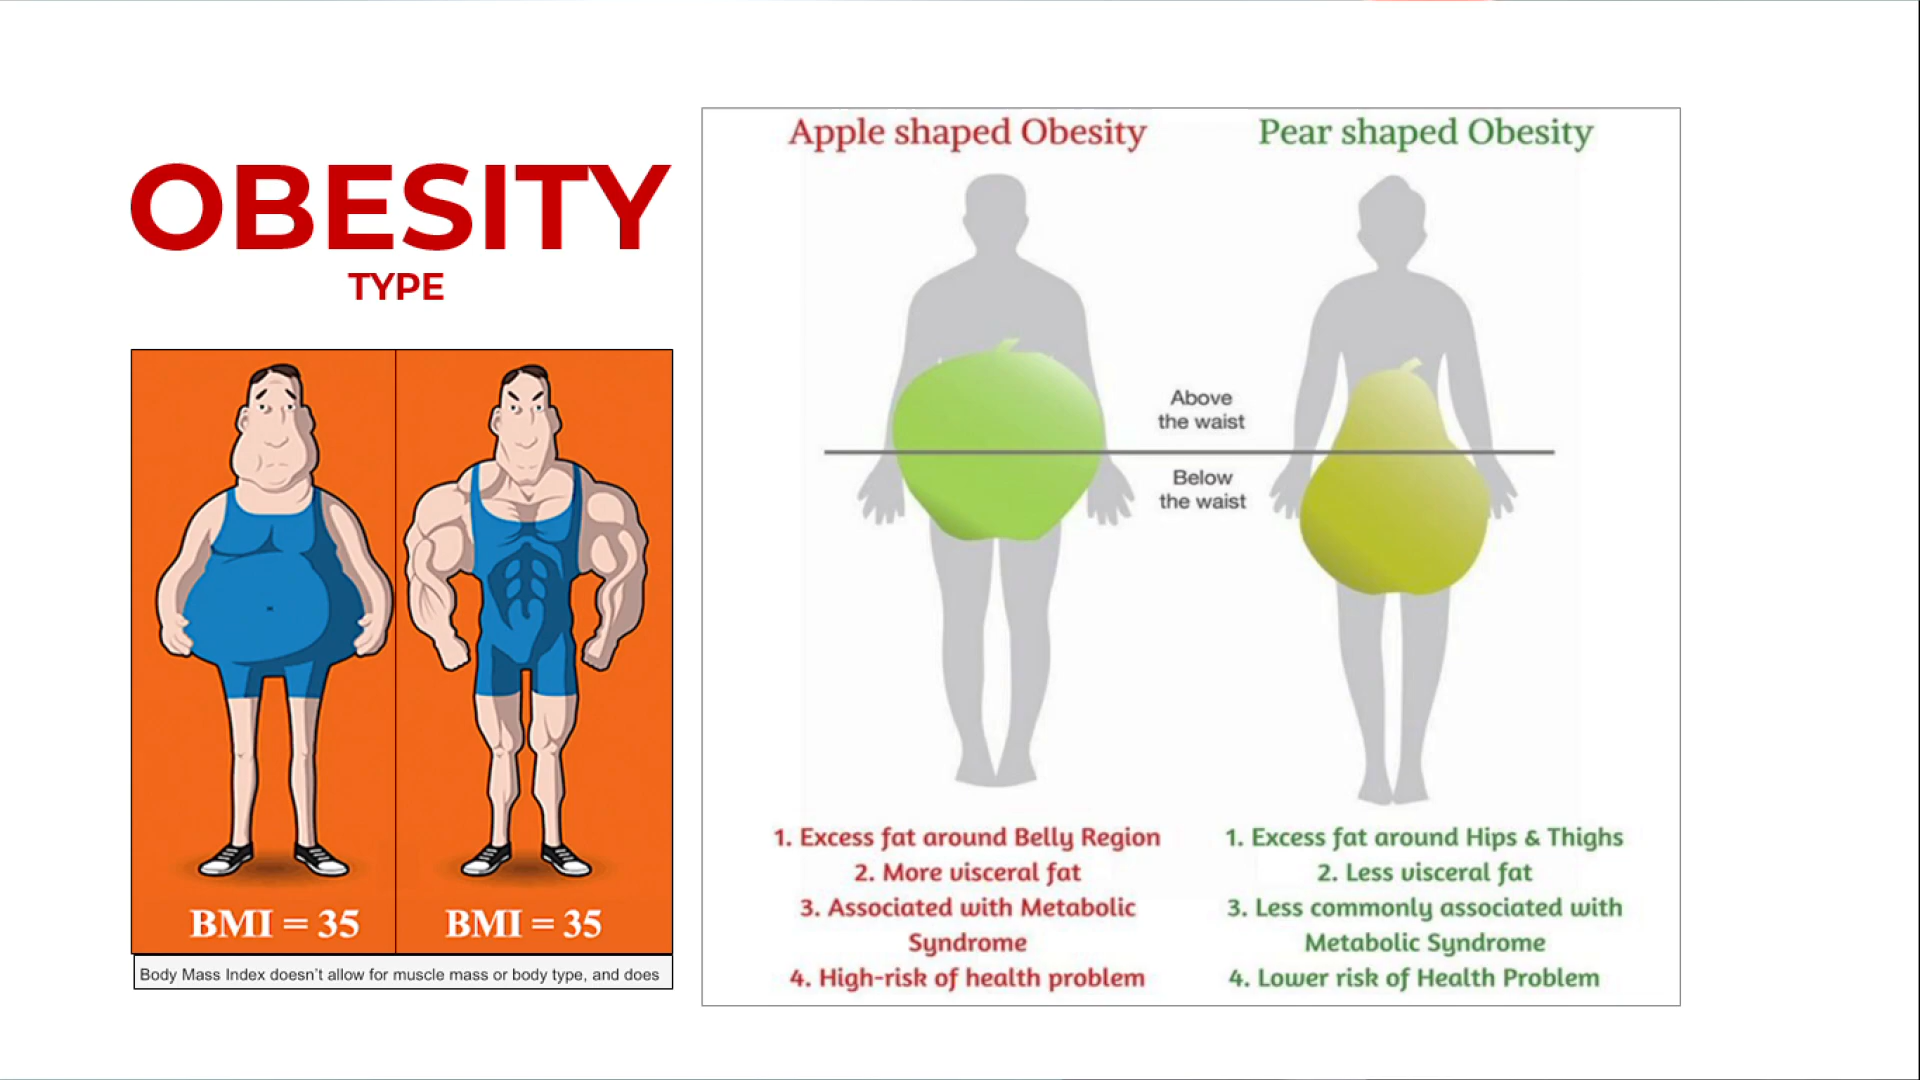 OBESITY
TYPE
BMI = 35
BMI = 35
Body Mass Index doesn't allow for muscle mass or body type, and does
Apple shaped Obesity
Pear shaped Obesity
Above
the waist
Below
the waist
1. Excess fat around Belly Region
2. More visceral fat
3. Associated with Metabolic
Syndrome
4. High-risk of health problem
1. Excess fat around Hips & Thighs
2. Less visceral fat
3. Less commonly associated with
Metabolic Syndrome
4. Lower risk of Health Problem